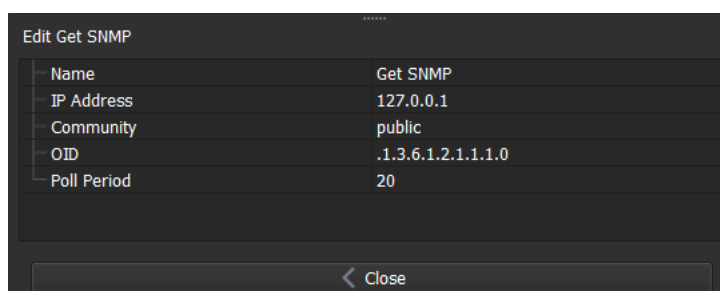 Edit Get SNMP
Name Get SNMP
IP Address 127.0.0.1
Community public
OID .1.3.6.1.2.1.1.1.0
Poll Period 20
Close